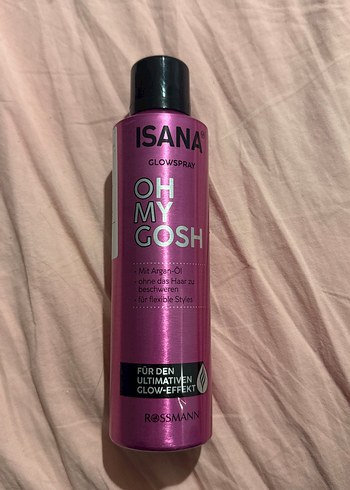 ISANA
GLOWSPRAY
OH
MY
GOSH
- Mit Argan-Öl
- ohne das Haar zu
beschweren
- für flexible Styles
FÜR DEN
ULTIMATIVEN
GLOW-EFFEKT
ROSSMANN